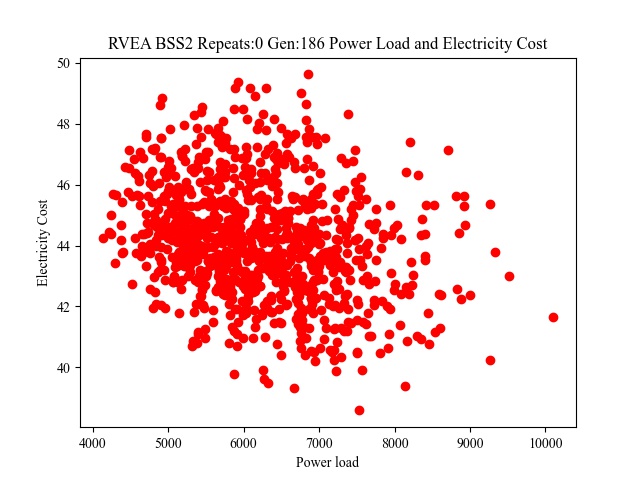 RVEA BSS2 Repeats:0 Gen:186 Power Load and Electricity Cost
50
48
46
44
42
40
Electricity Cost
4000 5000 6000 7000 8000 9000 10000
Power load